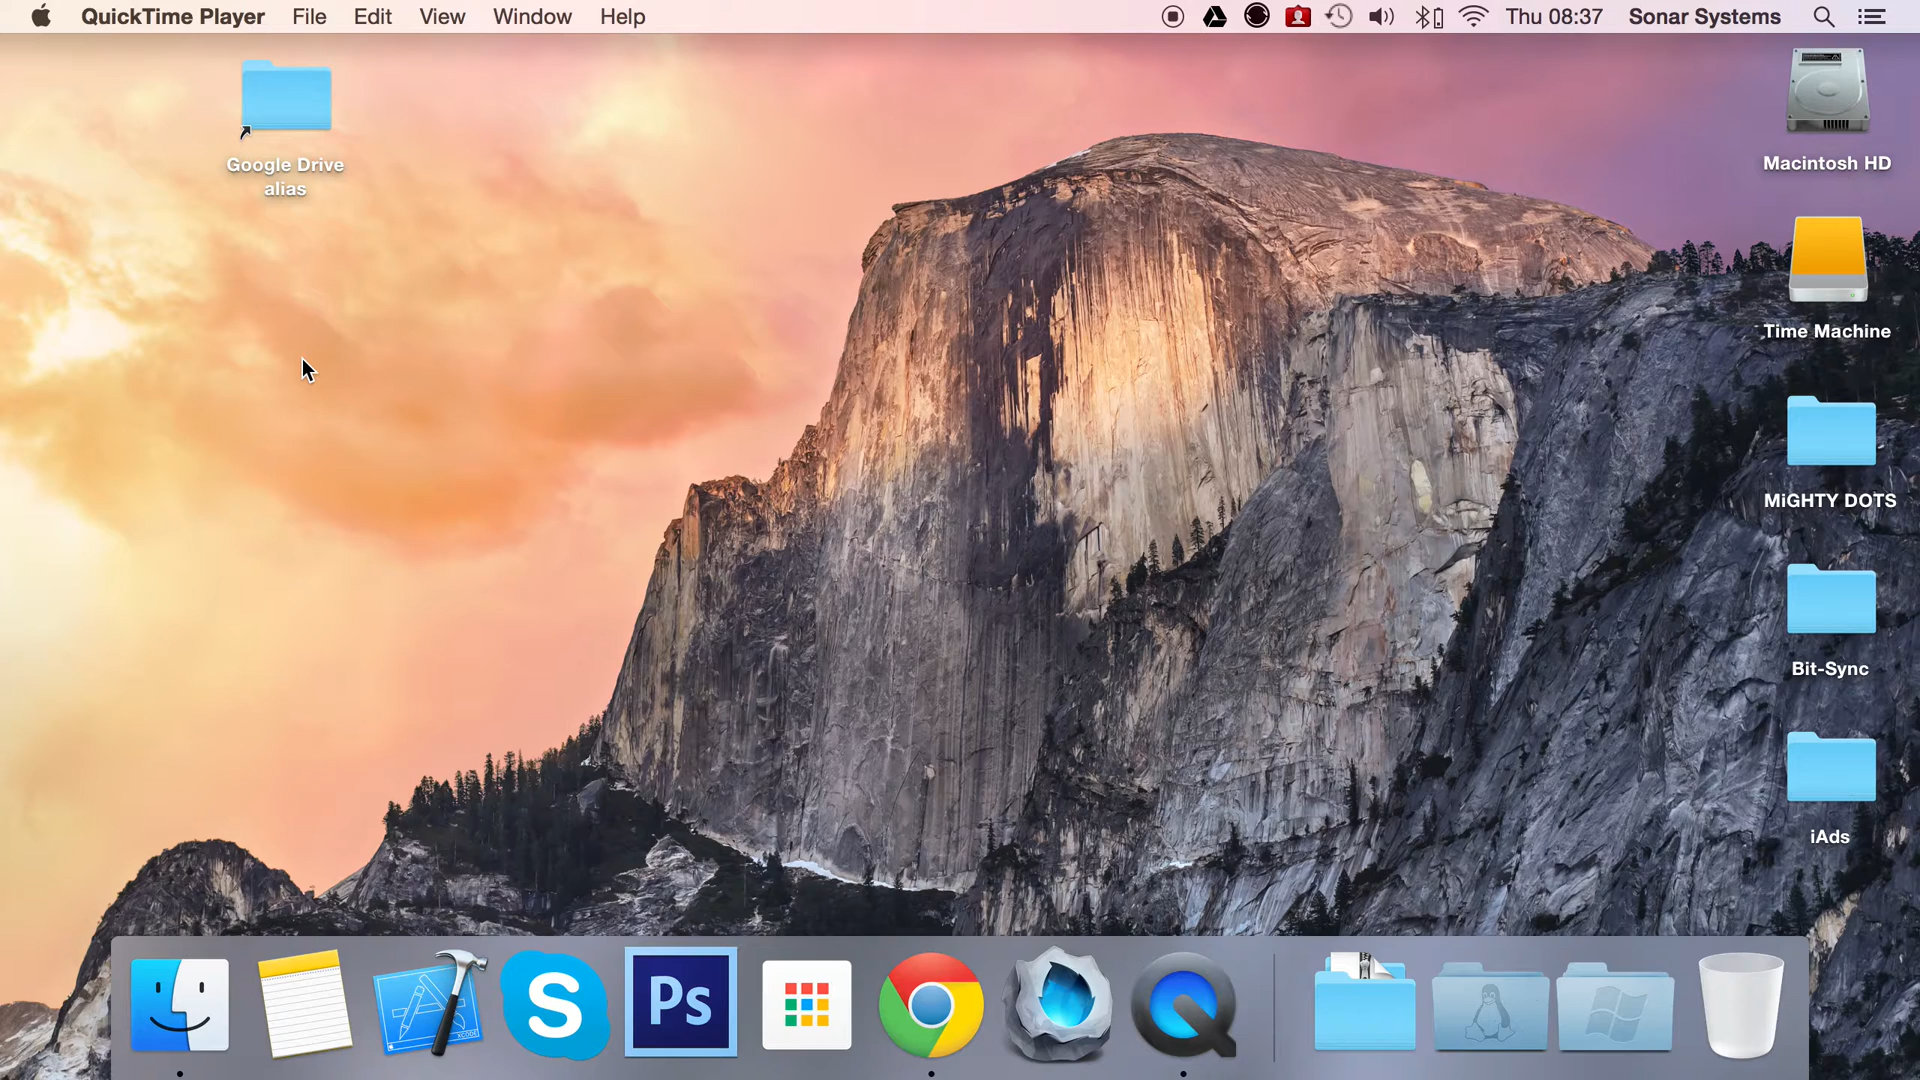 QuickTime Player File Edit View Window Help Thu 08:37 Sonar Systems
Google Drive
alias
Macintosh HD
Time Machine
MiGHTY DOTS
Bit-Sync
iAds
Ps